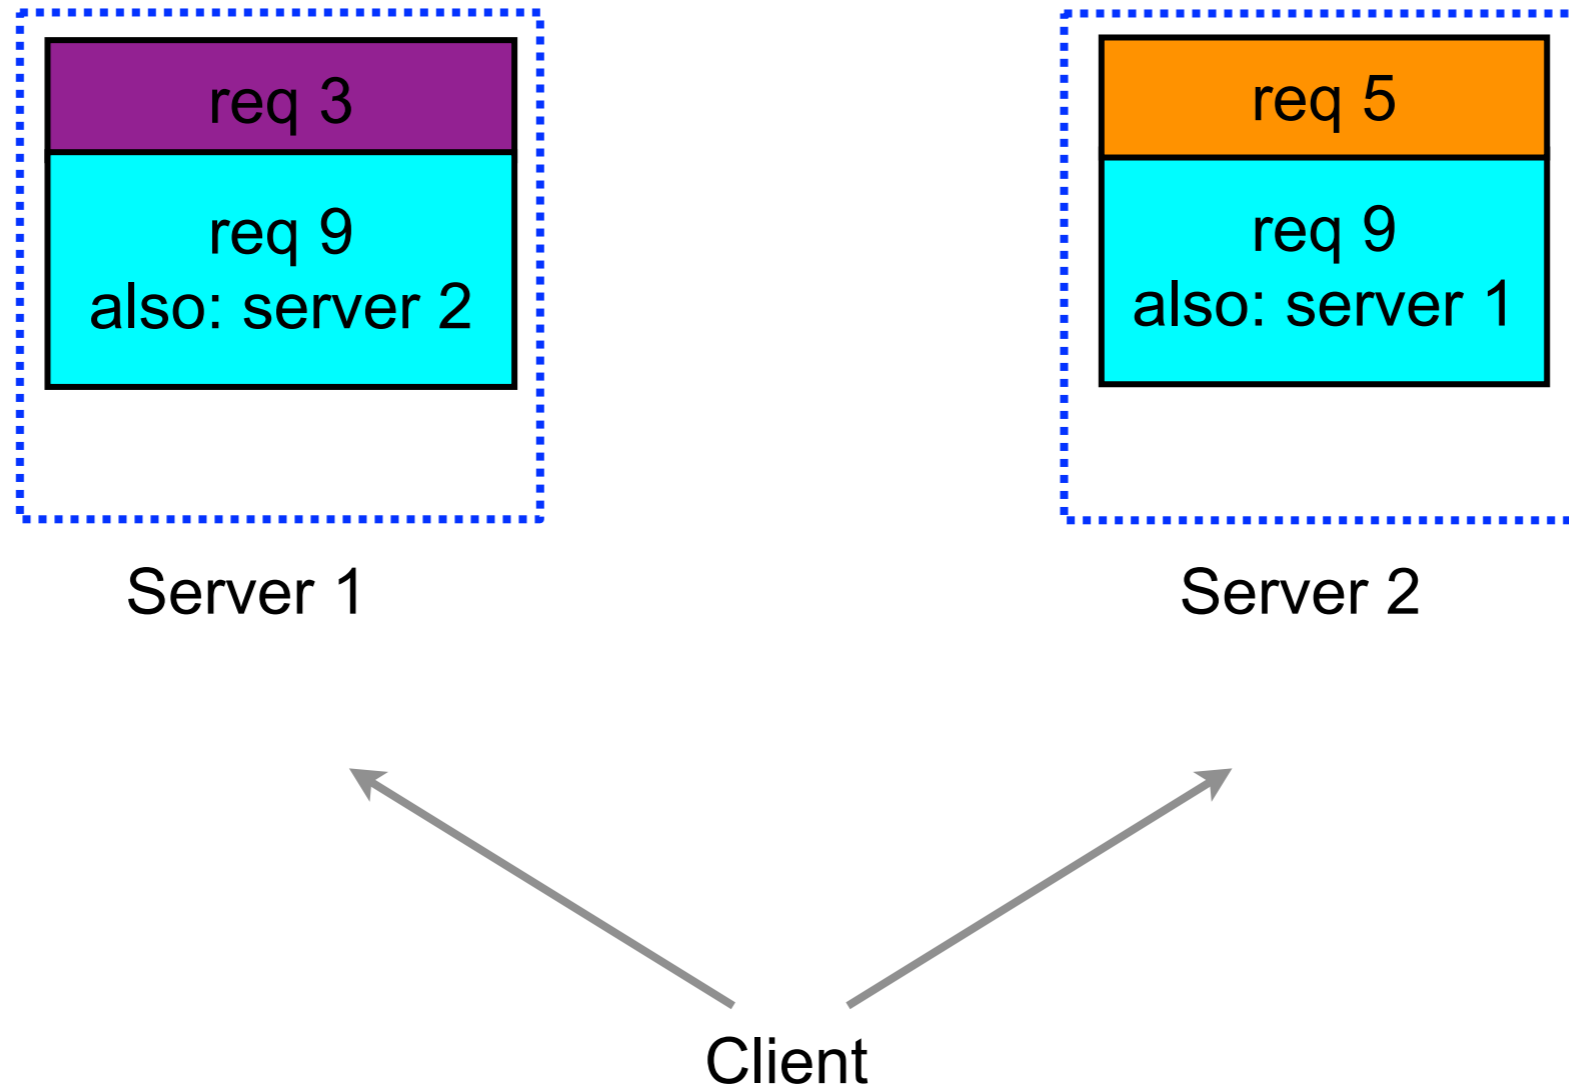 req 3
req 9
also: server 2
Server 1
req 5
req 9
also: server 1
Server 2
Client